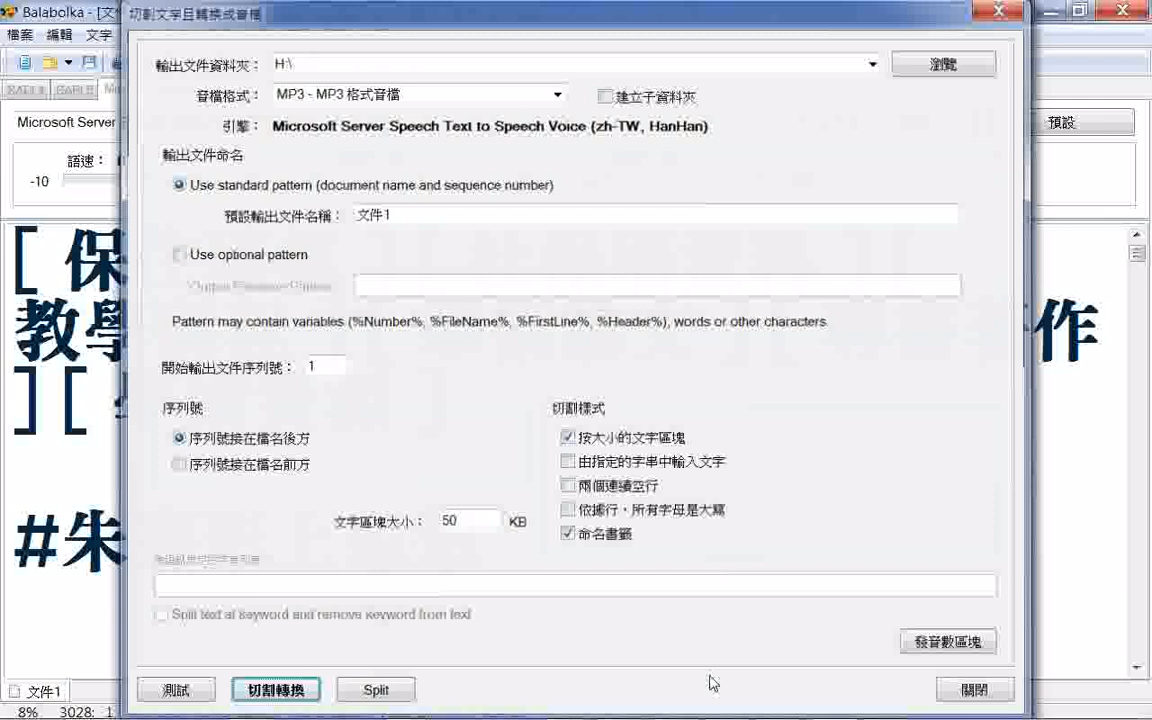 Balabolka - [文
切割文字且轉換成音檔
檔案 編輯 文字
SAPI 4 SAPI 5 M
Microsoft Server
預設
語速：
-10
輸出文件資料夾： H:\ 瀏覽
音檔格式： MP3 - MP3 格式音檔 建立子資料夾
引擎： Microsoft Server Speech Text to Speech Voice (zh-TW, HanHan)
輸出文件命名
Use standard pattern (document name and sequence number)
預設輸出文件名稱： 文件1
Use optional pattern
Pattern may contain variables (%Number%, %FileName%, %FirstLine%, %Header%), words or other characters.
開始輸出文件序列號： 1
序列號
序列號接在檔名後方
序列號接在檔名前方
切割樣式
按大小的文字區塊
由指定的字串中輸入文字
兩個連續空行
依據行，所有字母是大寫
命名書籤
文字區塊大小： 50 KB
Split text at keyword and remove keyword from text
發音數區塊
測試 切割轉換 Split 關閉
[ 保
教學 作
] [
#朱
文件1
8% 3028: 1